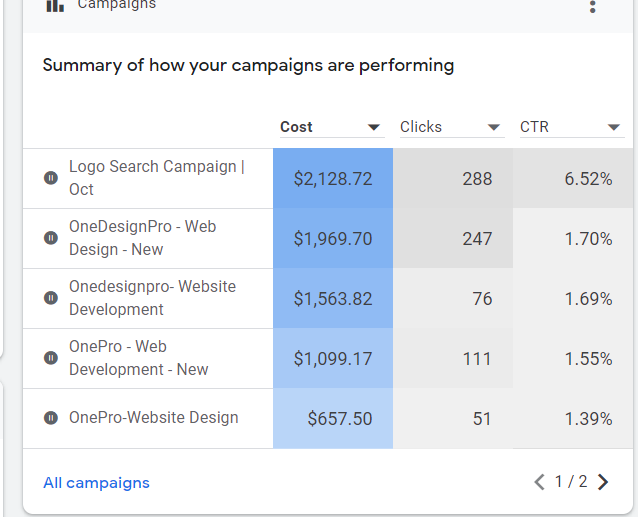 Campaigns
Summary of how your campaigns are performing
Cost Clicks CTR
Logo Search Campaign |
Oct
$2,128.72 288 6.52%
OneDesignPro - Web
Design - New
$1,969.70 247 1.70%
Onedesignpro- Website
Development
$1,563.82 76 1.69%
OnePro - Web
Development - New
$1,099.17 111 1.55%
OnePro-Website Design $657.50 51 1.39%
All campaigns 1 / 2